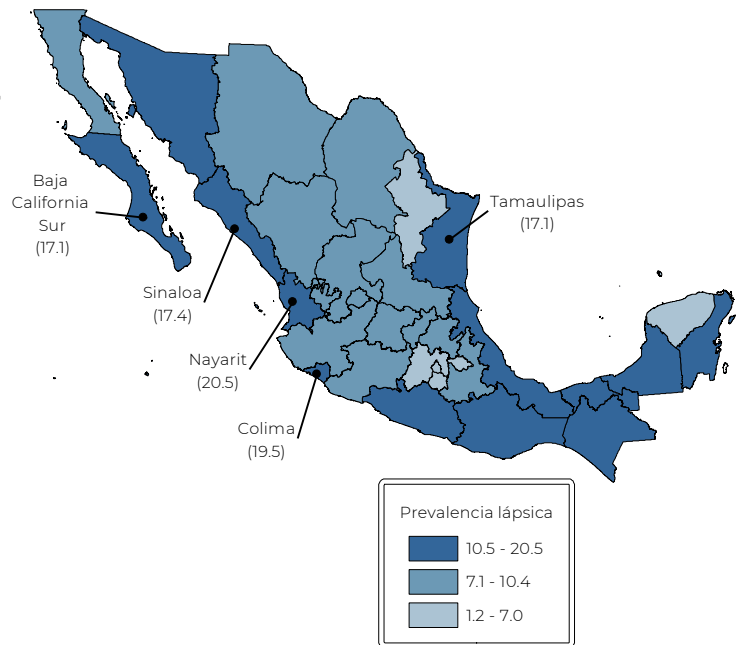 Baja
California
Sur
(17.1)
Tamaulipas
(17.1)
Sinaloa
(17.4)
Nayarit
(20.5)
Colima
(19.5)
Prevalencia lápsica
10.5 - 20.5
7.1 - 10.4
1.2 - 7.0